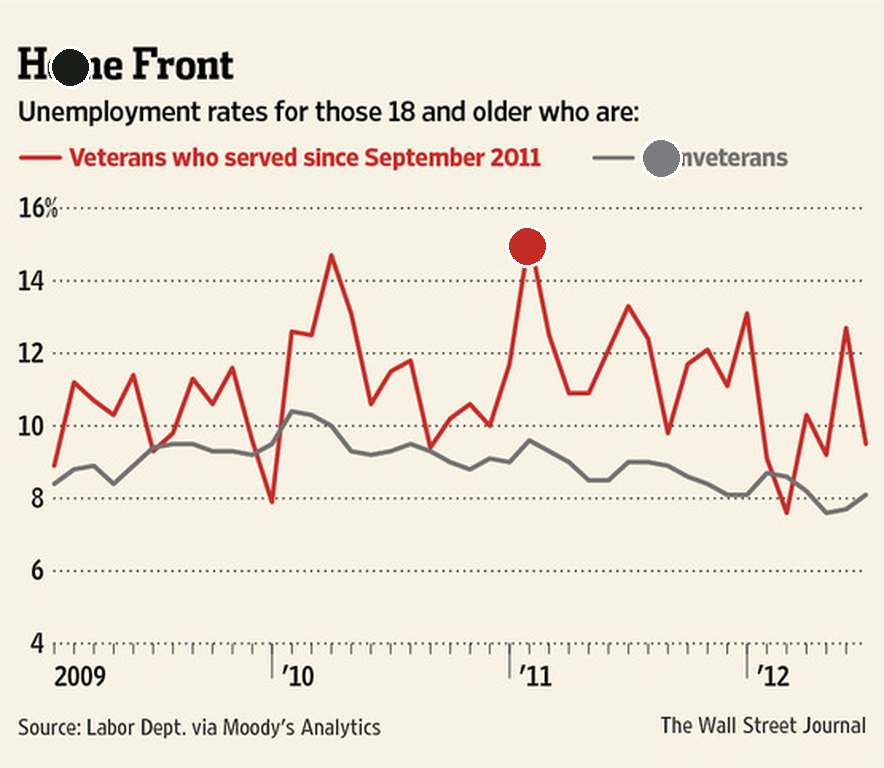 Front
Unemployment rates for those 18 and older who are:
Veterans who served since September 2011
16%
14
12
10
8
6
4
2009 '10 '11 '12
Source: Labor Dept. via Moody's Analytics The Wall Street Journal